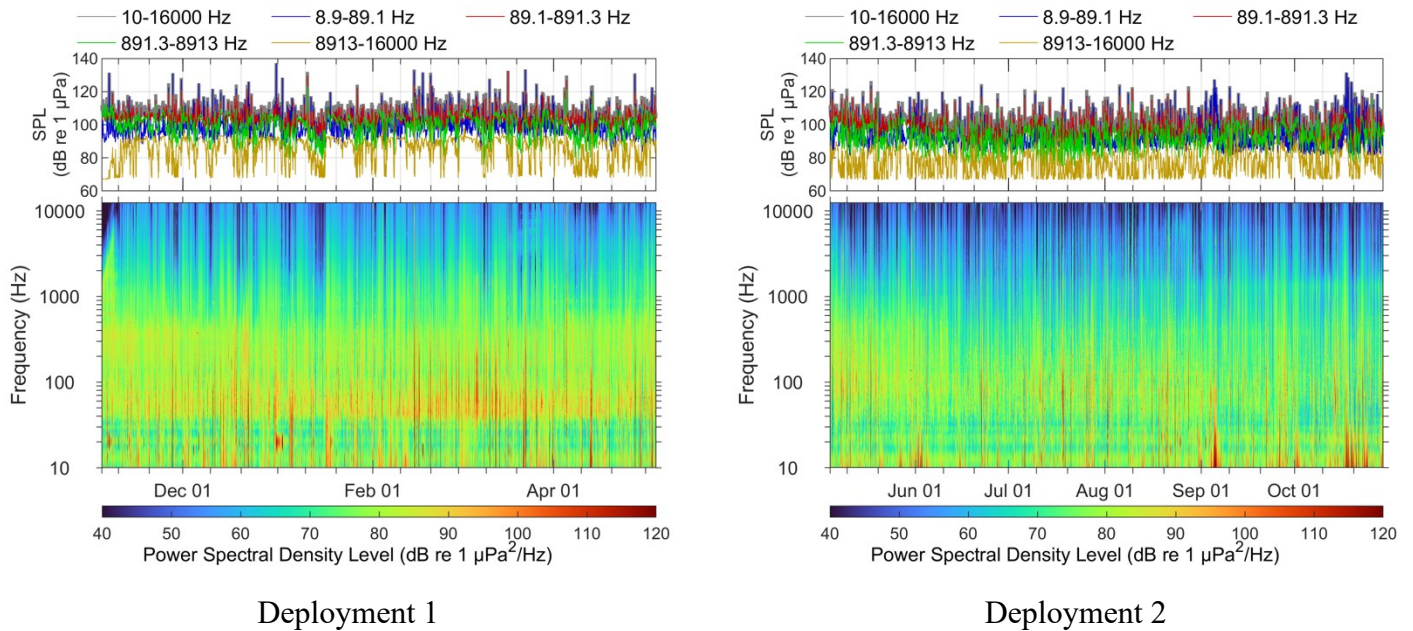 10-16000 Hz 8.9-89.1 Hz 89.1-891.3 Hz
891.3-8913 Hz 8913-16000 Hz
SPL
(dB re 1 µPa)
140
120
100
80
60
Frequency (Hz)
10000
1000
100
10
Dec 01 Feb 01 Apr 01
40 50 60 70 80 90 100 110 120
Power Spectral Density Level (dB re 1 µPa²/Hz)
Deployment 1
10-16000 Hz 8.9-89.1 Hz 89.1-891.3 Hz
891.3-8913 Hz 8913-16000 Hz
SPL
(dB re 1 µPa)
140
120
100
80
60
Frequency (Hz)
10000
1000
100
10
Jun 01 Jul 01 Aug 01 Sep 01 Oct 01
40 50 60 70 80 90 100 110 120
Power Spectral Density Level (dB re 1 µPa²/Hz)
Deployment 2